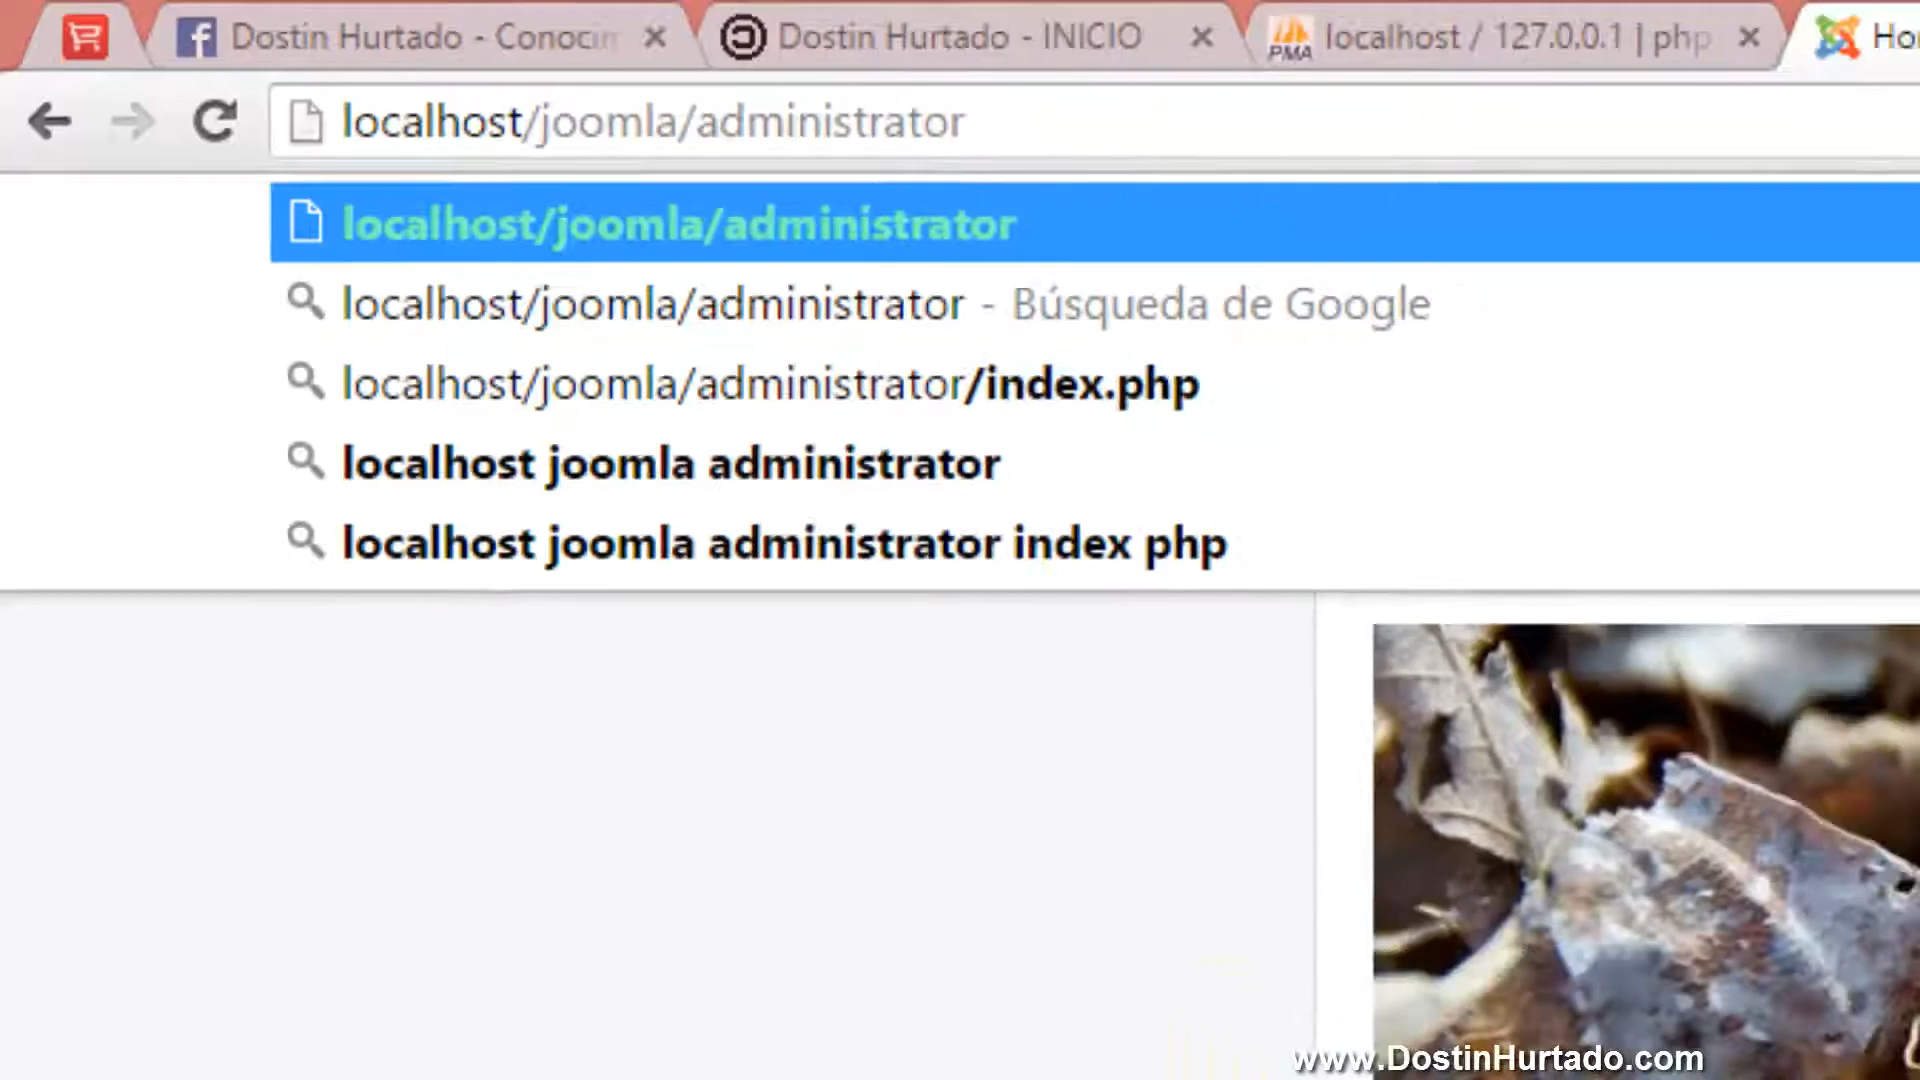 Dostin Hurtado - Conocim
Dostin Hurtado - INICIO
PMA
localhost / 127.0.0.1 | php
Ho
localhost/joomla/administrator
localhost/joomla/administrator
localhost/joomla/administrator - Búsqueda de Google
localhost/joomla/administrator/index.php
localhost joomla administrator
localhost joomla administrator index php
www.DostinHurtado.com